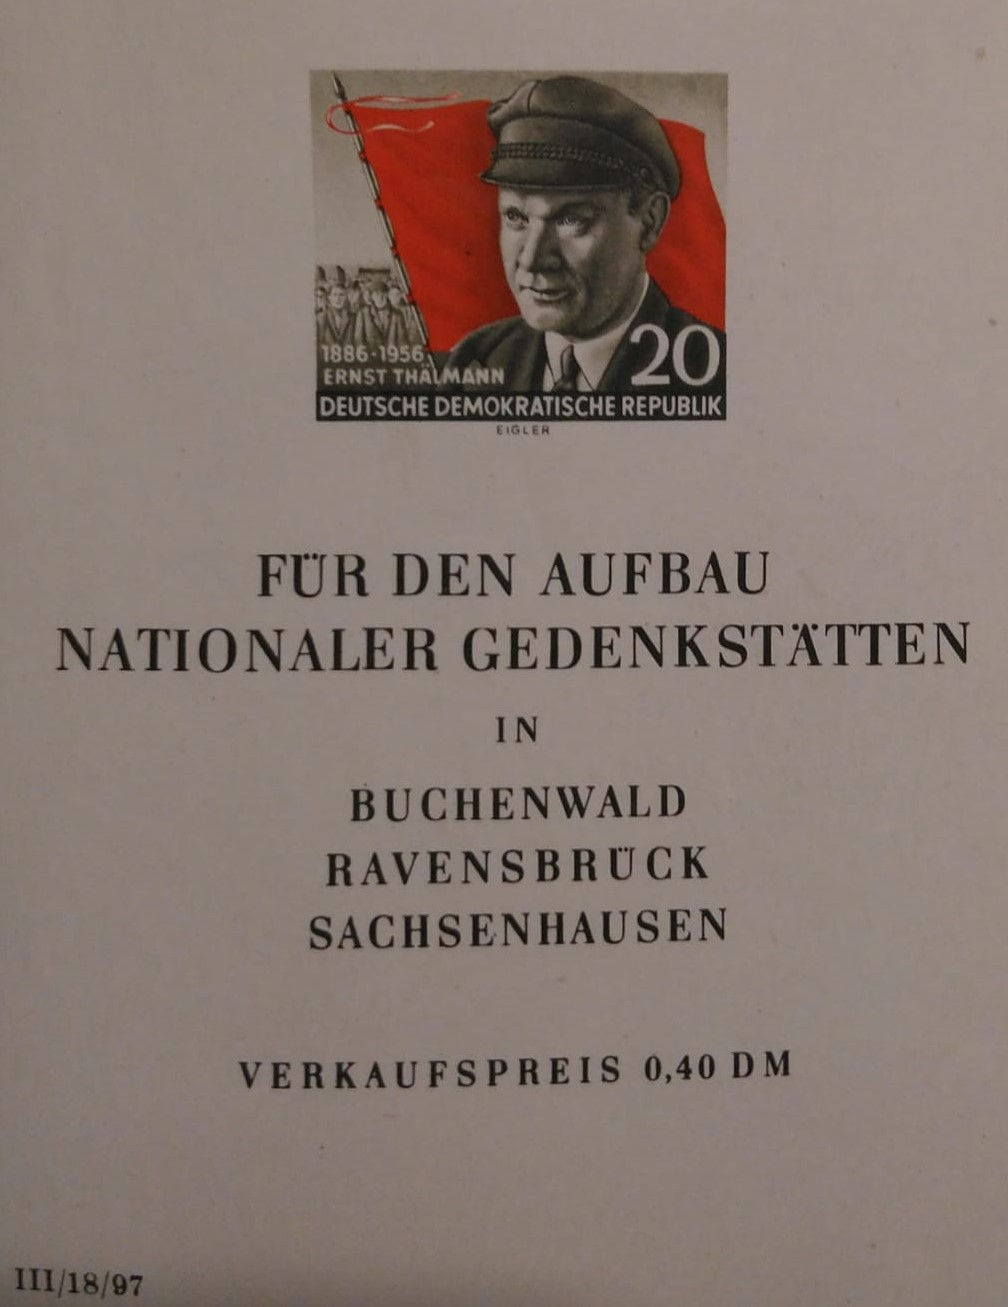 1886-1956
ERNST THÄLMANN
20
DEUTSCHE DEMOKRATISCHE REPUBLIK
EIGLER
FÜR DEN AUFBAU
NATIONALER GEDENKSTÄTTEN
IN
BUCHENWALD
RAVENSBRÜCK
SACHSENHAUSEN
VERKAUFSPREIS 0,40 DM
III/18/97